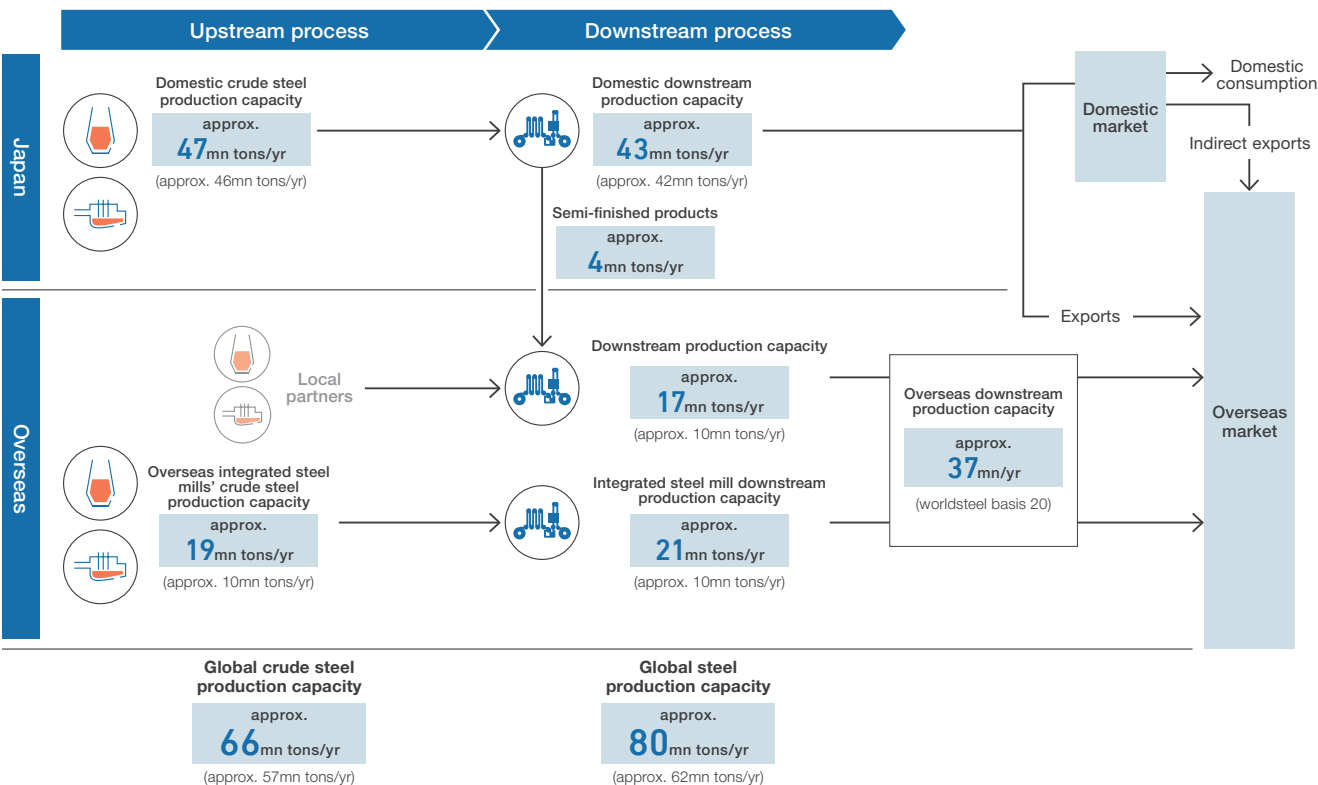 Upstream process
Downstream process
Japan
Domestic crude steel
production capacity
approx.
47mn tons/yr
(approx. 46mn tons/yr)
Domestic downstream
production capacity
approx.
43mn tons/yr
(approx. 42mn tons/yr)
Semi-finished products
approx.
4mn tons/yr
Domestic
market
Domestic
consumption
Indirect exports
Exports
Overseas
market
Overseas
Local
partners
Downstream production capacity
approx.
17mn tons/yr
(approx. 10mn tons/yr)
Overseas integrated steel
mills’ crude steel
production capacity
approx.
19mn tons/yr
(approx. 10mn tons/yr)
Integrated steel mill downstream
production capacity
approx.
21mn tons/yr
(approx. 10mn tons/yr)
Overseas downstream
production capacity
approx.
37mn/yr
(worldsteel basis 20)
Global crude steel
production capacity
approx.
66mn tons/yr
(approx. 57mn tons/yr)
Global steel
production capacity
approx.
80mn tons/yr
(approx. 62mn tons/yr)